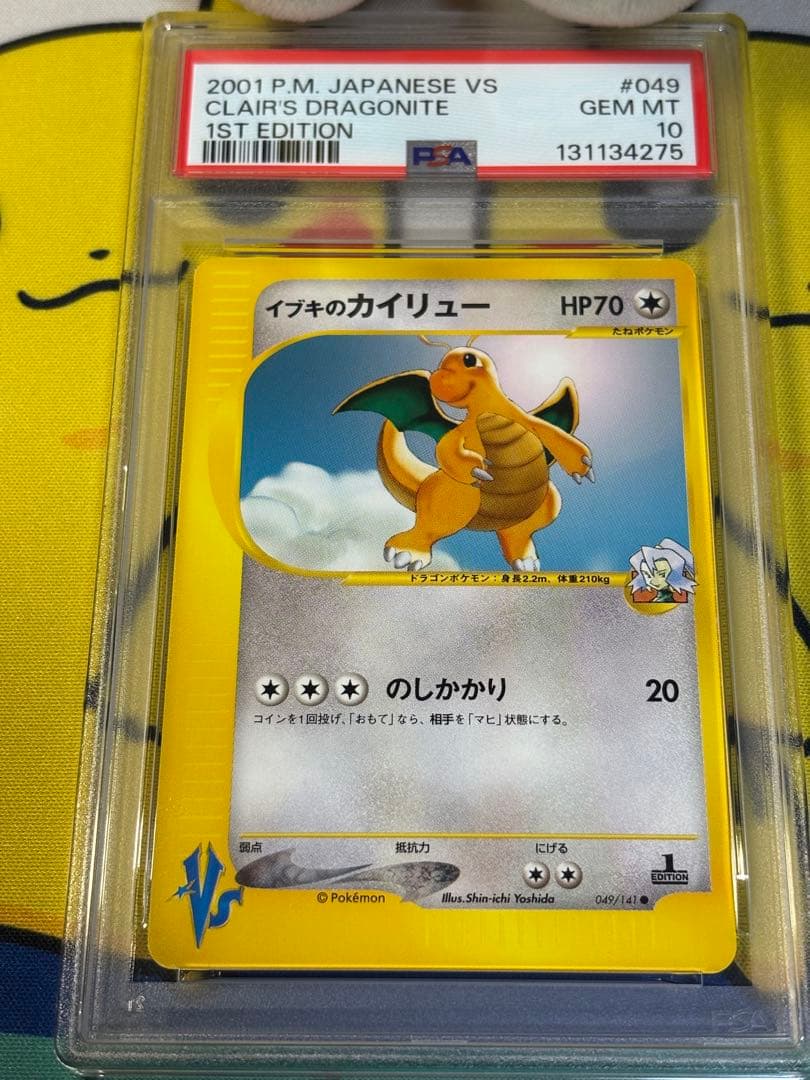 2001 P.M. JAPANESE VS #049
CLAIR'S DRAGONITE GEM MT
1ST EDITION 10
PSA 131134275
イブキのカイリュー HP70
たねポケモン
ドラゴンポケモン：身長2.2m、体重210kg
のしかかり 20
コインを1回投げ、「おもて」なら、相手を「マヒ」状態にする。
弱点 抵抗力 にげる
1
EDITION
VS
©Pokémon Illus.Shin-ichi Yoshida 049/141
PSA